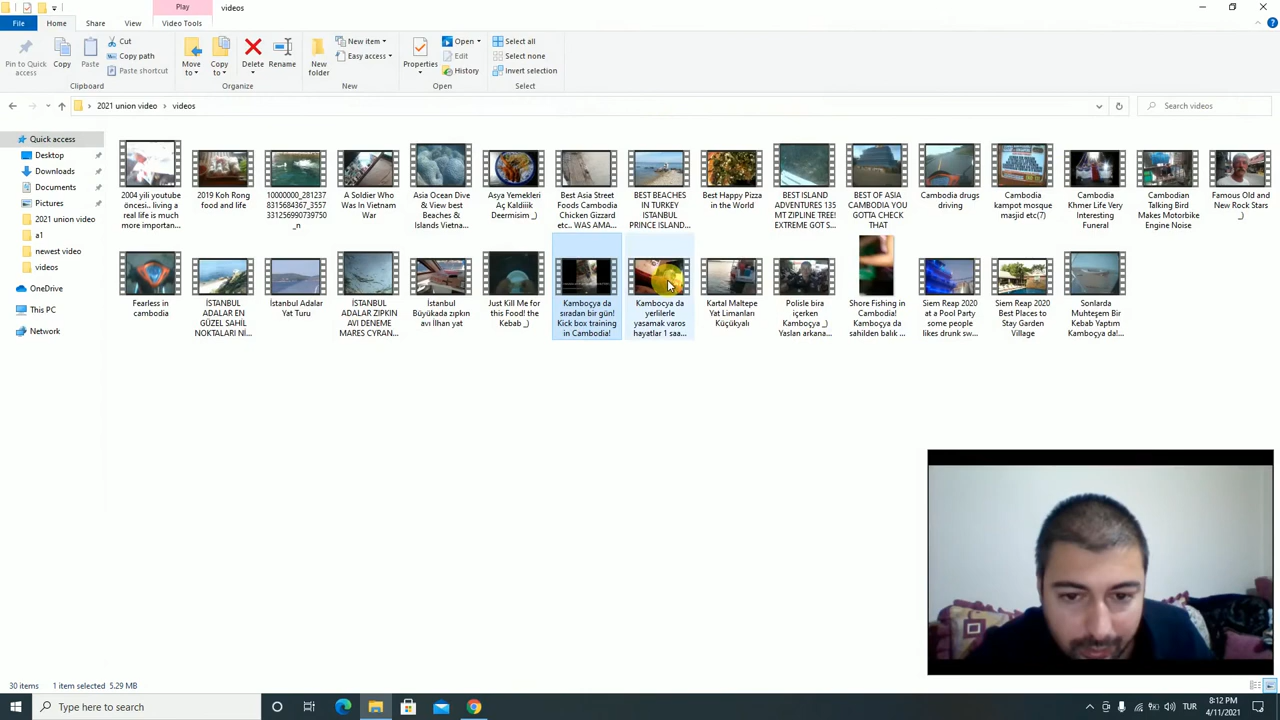 Play
videos
File
Home
Share
View
Video Tools
Pin to Quick access
Copy
Paste
Cut
Copy path
Paste shortcut
Clipboard
Move to
Copy to
Delete
Rename
Organize
New folder
New item
Easy access
New
Properties
Open
Edit
History
Open
Select all
Select none
Invert selection
Select
2021 union video
videos
Search videos
Quick access
Desktop
Downloads
Documents
Pictures
2021 union video
a1
newest video
videos
OneDrive
This PC
Network
2004 yili youtube
öncesi.. living a
real life is much
more importan...
2019 Koh Rong
food and life
10000000_281237
8315684367_3557
331256990739750
_n
A Soldier Who
Was In Vietnam
War
Asia Ocean Dive
& View best
Beaches &
Islands Vietna...
Asya Yemekleri
Aç Kaldiiik
Deermisim _)
Best Asia Street
Foods Cambodia
Chicken Gizzard
etc.. WAS AMA...
BEST BEACHES
IN TURKEY
ISTANBUL
PRINCE ISLAND...
Best Happy Pizza
in the World
BEST ISLAND
ADVENTURES 135
MT ZIPLINE TREE!
EXTREME GOT S...
BEST OF ASIA
CAMBODIA YOU
GOTTA CHECK
THAT
Cambodia drugs
driving
Cambodia
kampot mosque
masjid etc(7)
Cambodia
Khmer Life Very
Interesting
Funeral
Cambodian
Talking Bird
Makes Motorbike
Engine Noise
Famous Old and
New Rock Stars
_)
Fearless in
cambodia
İSTANBUL
ADALAR EN
GÜZEL SAHİL
NOKTALARI Nİ...
İstanbul Adalar
Yat Turu
İSTANBUL
ADALAR ZIPKIN
AVI DENEME
MARES CYRAN...
İstanbul
Büyükada zıpkın
avı İlhan yat
Just Kill Me for
this Food! the
Kebab _)
Kamboçya da
sıradan bir gün!
Kick box training
in Cambodia!
Kambocya da
yerlilerle
yasamak varos
hayatlar 1 saa...
Kartal Maltepe
Yat Limanları
Küçükyalı
Polisle bira
içerken
Kamboçya _)
Yaslan arkana...
Shore Fishing in
Cambodia!
Kamboçya da
sahilden balık ...
Siem Reap 2020
at a Pool Party
some people
likes drunk sw...
Siem Reap 2020
Best Places to
Stay Garden
Village
Sonlarda
Muhteşem Bir
Kebab Yaptım
Kamboçya da!...
30 items
1 item selected 5.29 MB
Type here to search
TUR
8:12 PM
4/11/2021